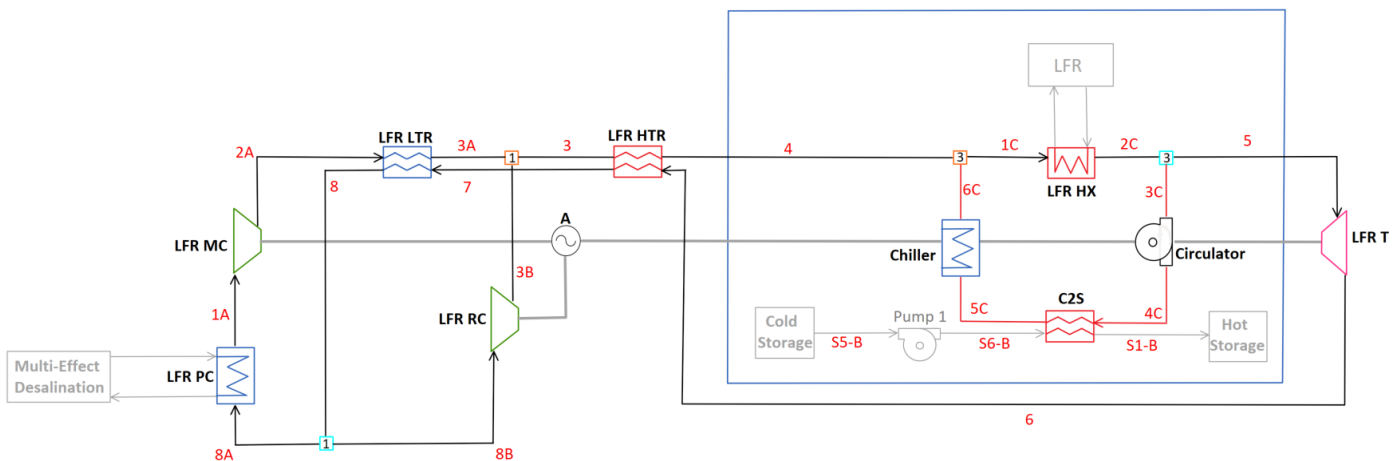 LFR
LFR LTR
3A
1
3
LFR HTR
4
3
1C
2C
3
5
2A
8
7
LFR HX
6C
3C
A
LFR MC
Chiller
Circulator
LFR T
3B
1A
LFR RC
C2S
5C
4C
Cold
Storage
S5-B
Pump 1
S6-B
S1-B
Hot
Storage
Multi-Effect
Desalination
LFR PC
6
1
8A
8B